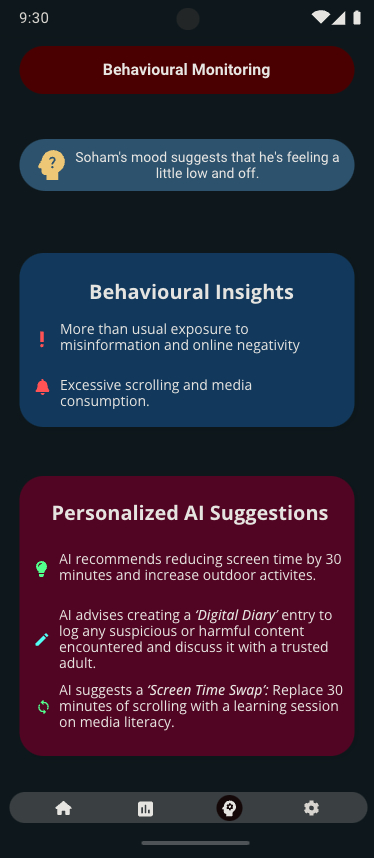 9:30
Behavioural Monitoring
Soham's mood suggests that he's feeling a
little low and off.
Behavioural Insights
More than usual exposure to
misinformation and online negativity
Excessive scrolling and media
consumption.
Personalized AI Suggestions
AI recommends reducing screen time by 30
minutes and increase outdoor activites.
AI advises creating a ‘Digital Diary’ entry to
log any suspicious or harmful content
encountered and discuss it with a trusted
adult.
AI suggests a ‘Screen Time Swap’: Replace 30
minutes of scrolling with a learning session
on media literacy.